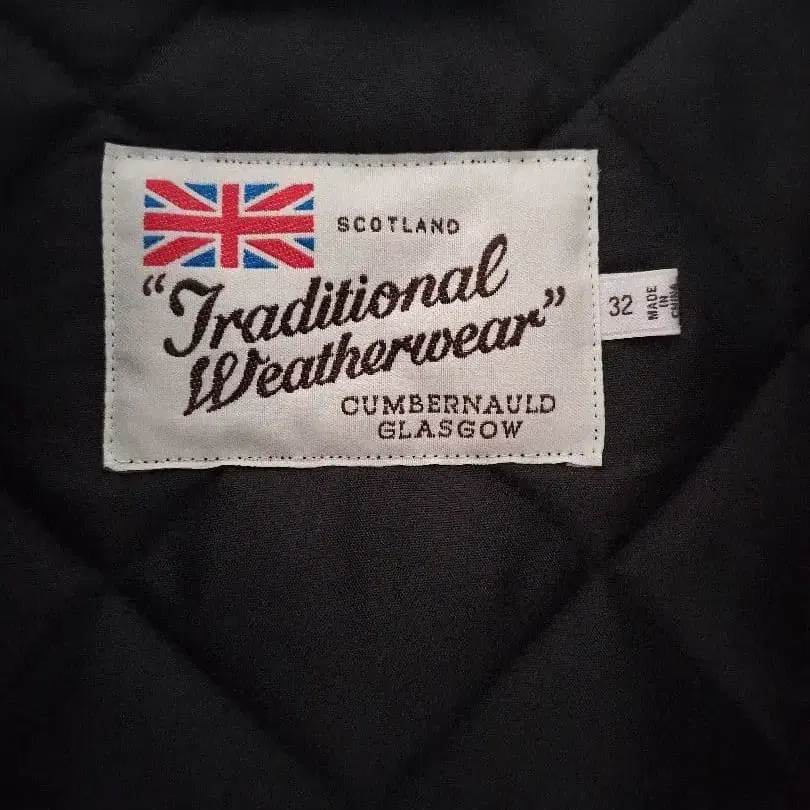 SCOTLAND
“Traditional
Weatherwear”
CUMBERNAULD
GLASGOW
32
MADE
IN
CHINA